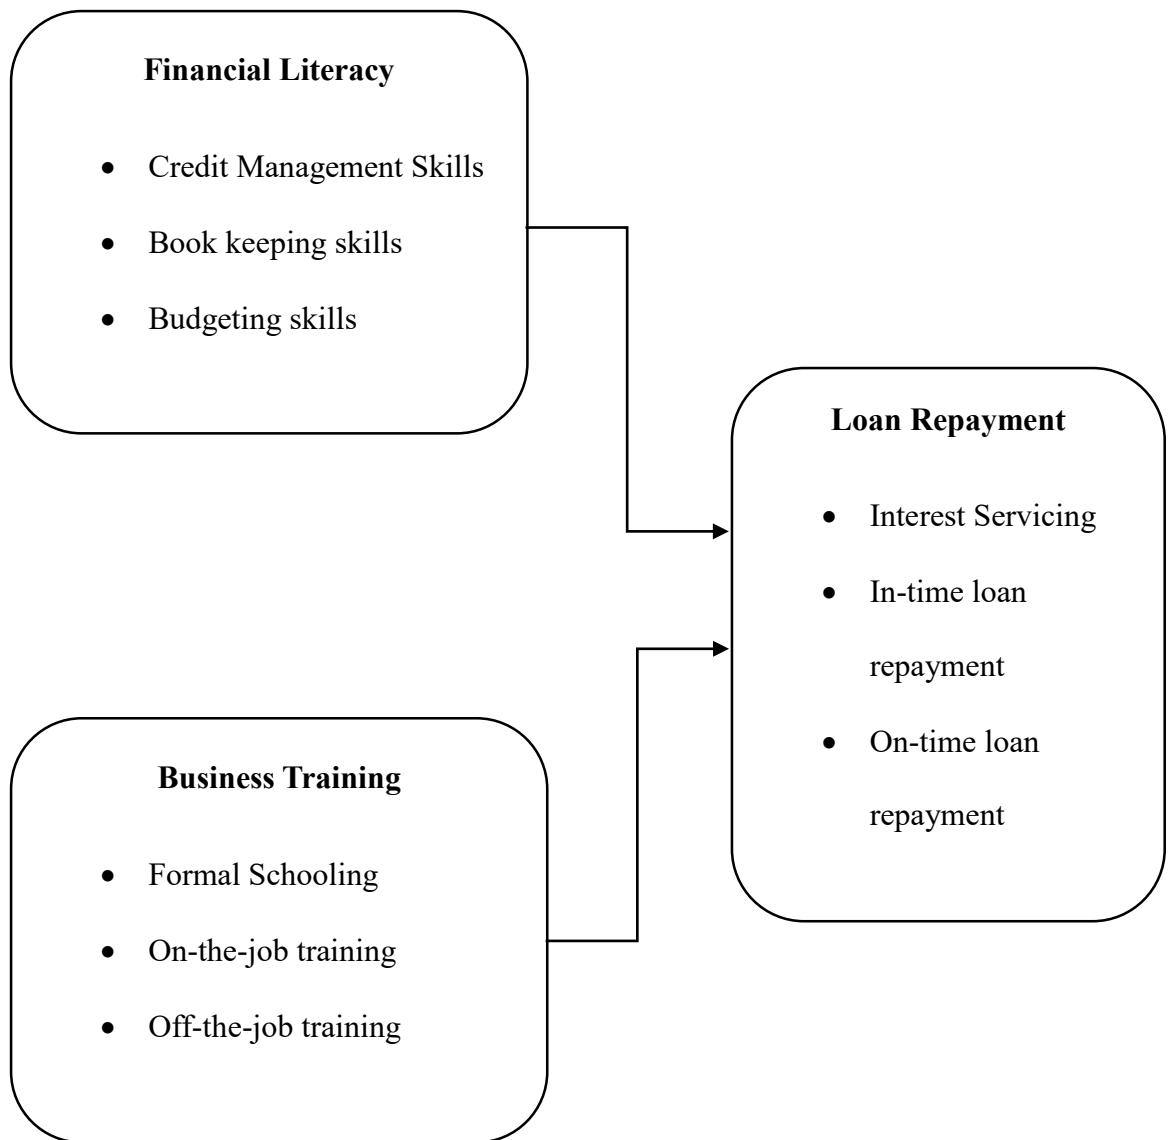 Financial Literacy
• Credit Management Skills
• Book keeping skills
• Budgeting skills
Loan Repayment
• Interest Servicing
• In-time loan
repayment
• On-time loan
repayment
Business Training
• Formal Schooling
• On-the-job training
• Off-the-job training